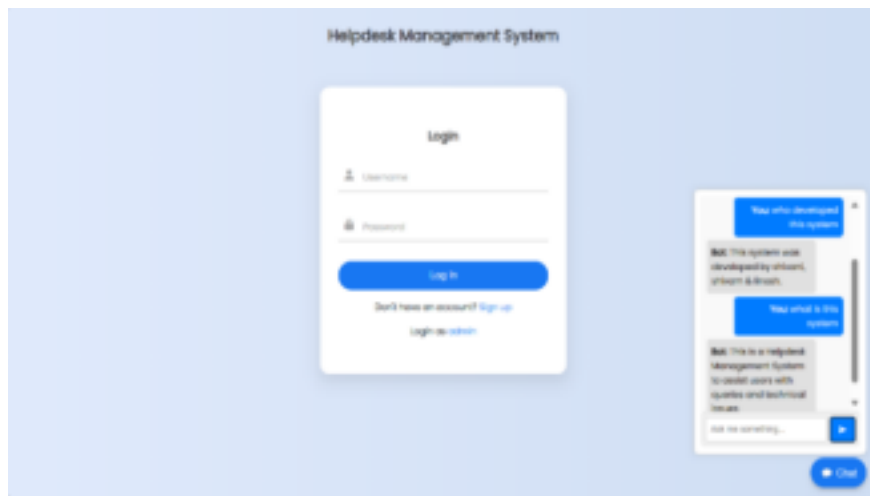 Helpdesk Management System
Login
Username
Password
Log in
Don't have an account? Sign up
Login as admin
You: who developed
this system
Bot: This system was
developed by shivani,
shivam &
You: what is this
system
Bot: This is a Helpdesk
Management System
to assist users with
queries and technical
issues.
Ask me something...
Chat